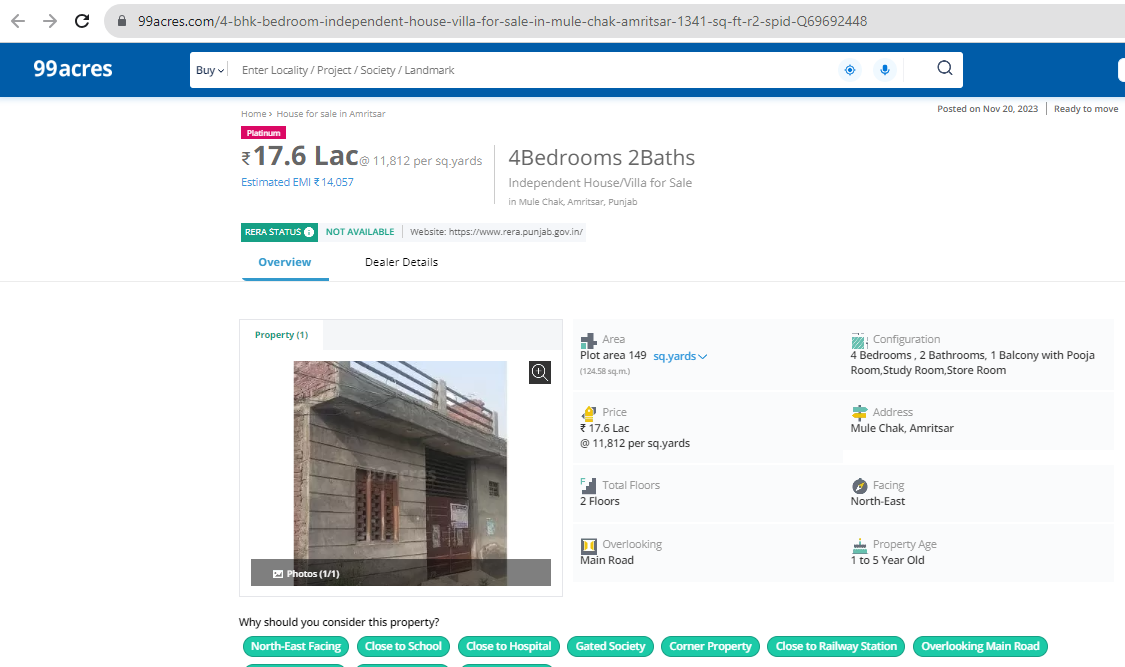 99acres.com/4-bhk-bedroom-independent-house-villa-for-sale-in-mule-chak-amritsar-1341-sq-ft-r2-spid-Q69692448
99acres
Buy
Enter Locality / Project / Society / Landmark
Home › House for sale in Amritsar
Posted on Nov 20, 2023
Ready to move
Platinum
₹17.6 Lac @ 11,812 per sq.yards
Estimated EMI ₹14,057
4Bedrooms 2Baths
Independent House/Villa for Sale
in Mule Chak, Amritsar, Punjab
RERA STATUS
NOT AVAILABLE
Website: https://www.rera.punjab.gov.in/
Overview
Dealer Details
Property (1)
99acres
Photos (1/1)
Area
Plot area 149 sq.yards
(124.58 sq.m.)
Configuration
4 Bedrooms , 2 Bathrooms, 1 Balcony with Pooja
Room,Study Room,Store Room
Price
₹ 17.6 Lac
@ 11,812 per sq.yards
Address
Mule Chak, Amritsar
Total Floors
2 Floors
Facing
North-East
Overlooking
Main Road
Property Age
1 to 5 Year Old
Why should you consider this property?
North-East Facing
Close to School
Close to Hospital
Gated Society
Corner Property
Close to Railway Station
Overlooking Main Road